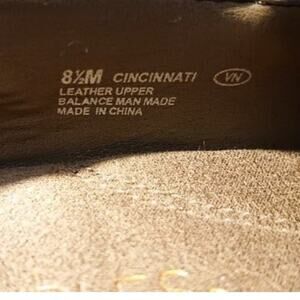 8½M CINCINNATI VN
LEATHER UPPER
BALANCE MAN MADE
MADE IN CHINA